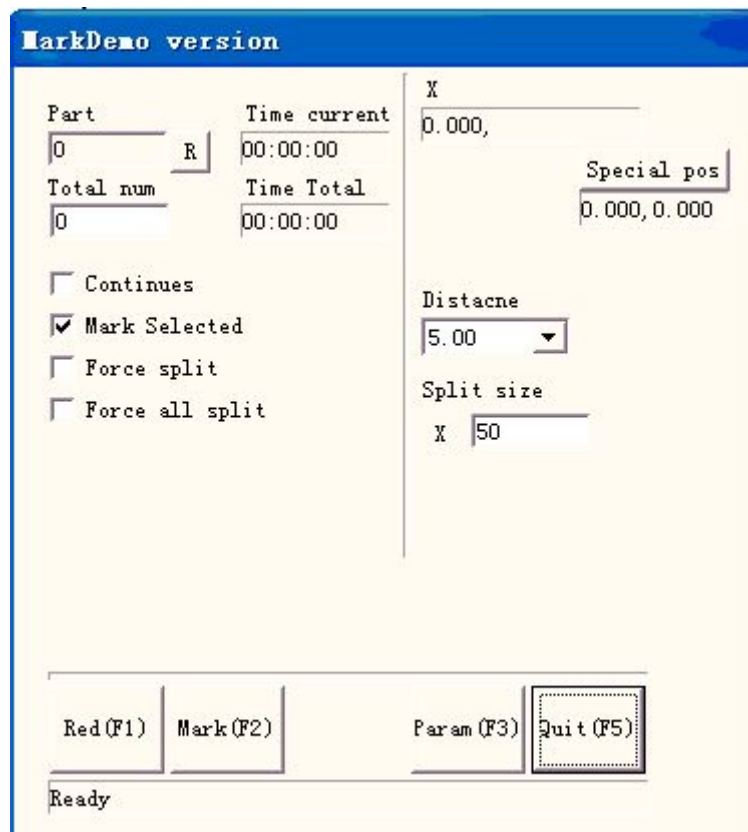 MarkDemo version
X
Part Time current
0.000,
0 R 00:00:00
Special pos
Total num Time Total
0.000,0.000
0 00:00:00
Continues
Distacne
Mark Selected
5.00
Force split
Split size
Force all split
X 50
Red(F1) Mark(F2) Param(F3) Quit(F5)
Ready